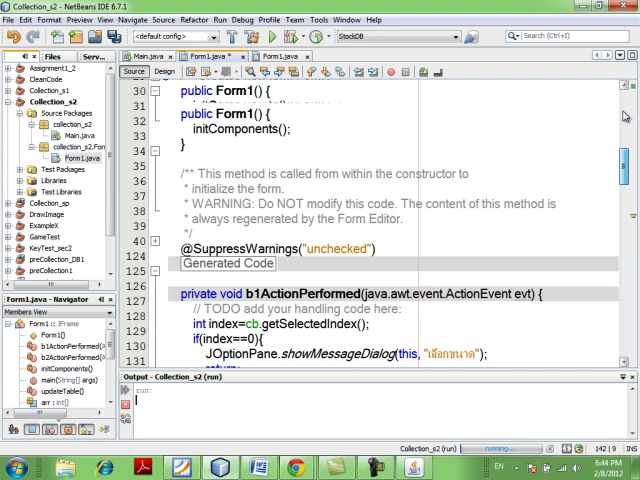 Collection_s2 - NetBeans IDE 6.7.1
File Edit View Navigate Source Refactor Run Debug Profile Team Tools Window Help
<default config>
StockDB
Search (Ctrl+I)
Files
Serv...
Main.java
Form1.java *
Form1.java
Source
Design
Assignment1_2
CleanCode
Collection_s1
Collection_s2
Source Packages
collection_s2
Main.java
collection_s2.For
Form1.java
Test Packages
Libraries
Test Libraries
Collection_sp
DrawImage
ExampleX
GameTest
KeyTest_sec2
preCollection_DB1
preCollection1
30 public Form1() {
31
32 public Form1() {
33 initComponents();
}
34
35
36 /** This method is called from within the constructor to
37 * initialize the form.
38 * WARNING: Do NOT modify this code. The content of this method is
39 * always regenerated by the Form Editor.
*/
40 @SuppressWarnings("unchecked")
124 Generated Code
125
126 private void b1ActionPerformed(java.awt.event.ActionEvent evt) {
127 // TODO add your handling code here:
128 int index=cb.getSelectedIndex();
129 if(index==0){
130 JOptionPane.showMessageDialog(this, "เลือกขนาด");
131 return;
Form1.java - Navigator
Members View
Form1 :: JFrame
Form1()
b1ActionPerformed(A
b2ActionPerformed(A
initComponents()
main(String[] args)
updateTable()
arr : int[]
Output - Collection_s2 (run)
run:
Collection_s2 (run)
running...
142 | 9
INS
EN
6:44 PM
2/8/2012